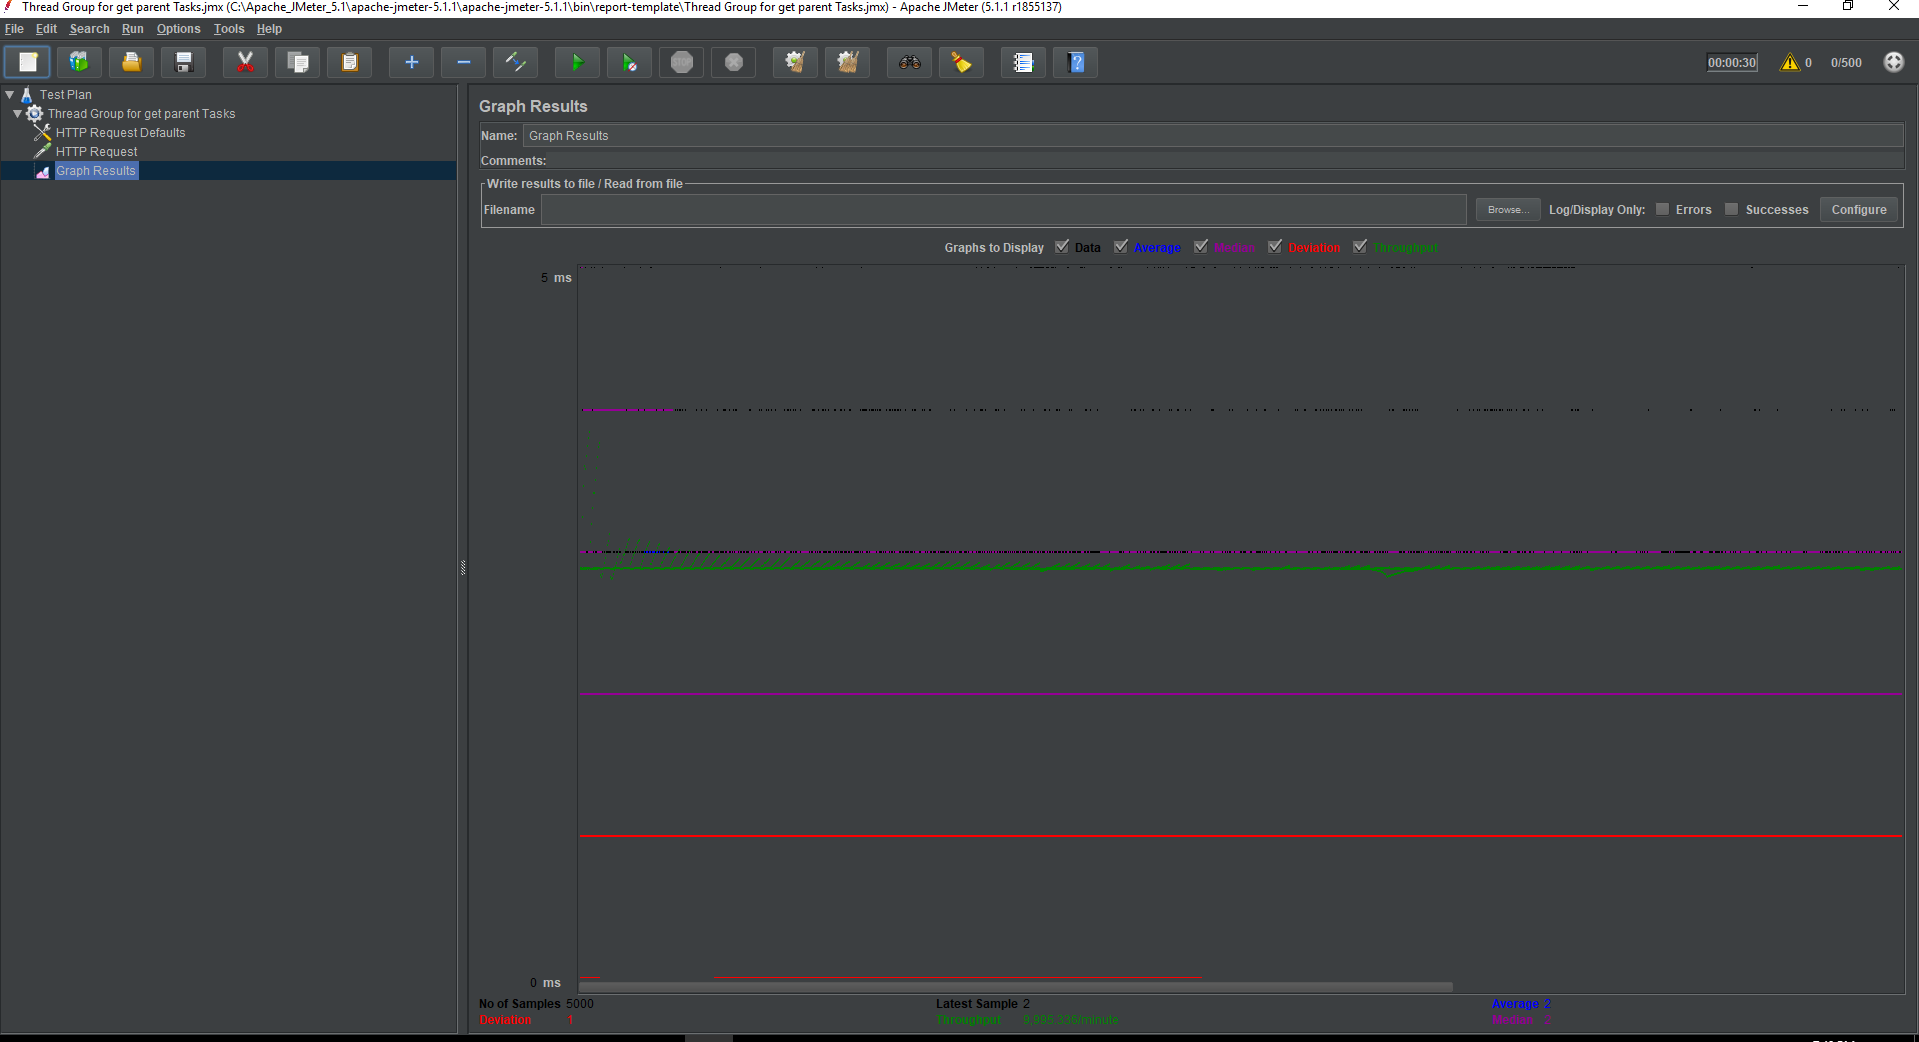 Thread Group for get parent Tasks.jmx (C:\Apache_JMeter_5.1\apache-jmeter-5.1.1\apache-jmeter-5.1.1\bin\report-template\Thread Group for get parent Tasks.jmx) - Apache JMeter (5.1.1 r1855137)
File Edit Search Run Options Tools Help
STOP 00:00:30 0 0/500
Test Plan
Thread Group for get parent Tasks
HTTP Request Defaults
HTTP Request
Graph Results
Graph Results
Name: Graph Results
Comments:
Write results to file / Read from file
Filename Browse... Log/Display Only: Errors Successes Configure
Graphs to Display Data Average Median Deviation Throughput
5 ms
0 ms
No of Samples 5000 Latest Sample 2 Average 2
Deviation 1 Throughput 9,995.336/minute Median